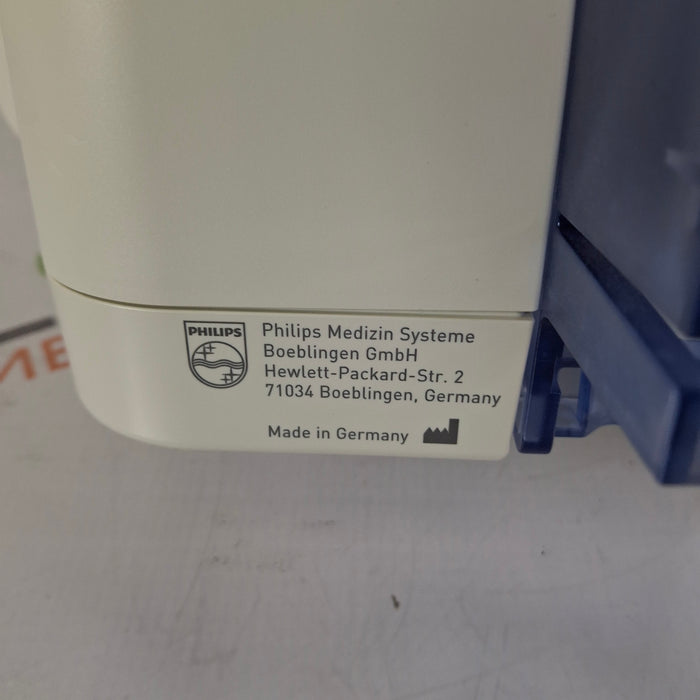 PHILIPS
Philips Medizin Systeme
Boeblingen GmbH
Hewlett-Packard-Str. 2
71034 Boeblingen, Germany
Made in Germany